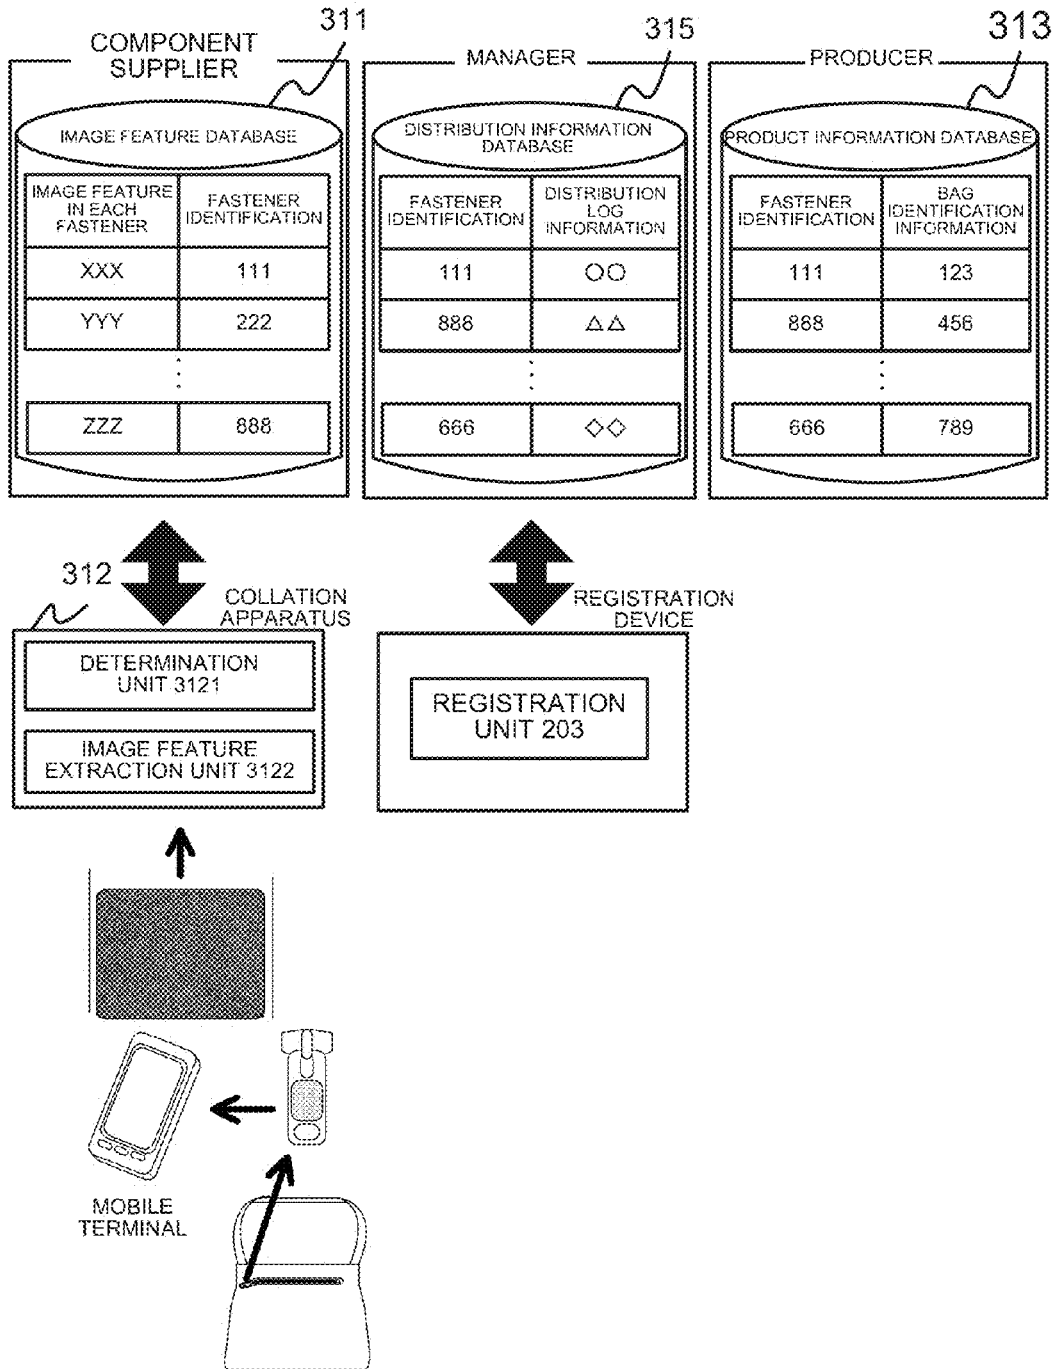 311
315
313
COMPONENT
SUPPLIER
MANAGER
PRODUCER
IMAGE FEATURE DATABASE
DISTRIBUTION INFORMATION
DATABASE
PRODUCT INFORMATION DATABASE
IMAGE FEATURE
IN EACH
FASTENER
FASTENER
IDENTIFICATION
FASTENER
IDENTIFICATION
DISTRIBUTION
LOG
INFORMATION
FASTENER
IDENTIFICATION
BAG
IDENTIFICATION
INFORMATION
XXX 111
111 ○○
111 123
YYY 222
888 △△
888 456
ZZZ 888
666 ◇◇
666 789
312
COLLATION
APPARATUS
REGISTRATION
DEVICE
DETERMINATION
UNIT 3121
IMAGE FEATURE
EXTRACTION UNIT 3122
REGISTRATION
UNIT 203
MOBILE
TERMINAL